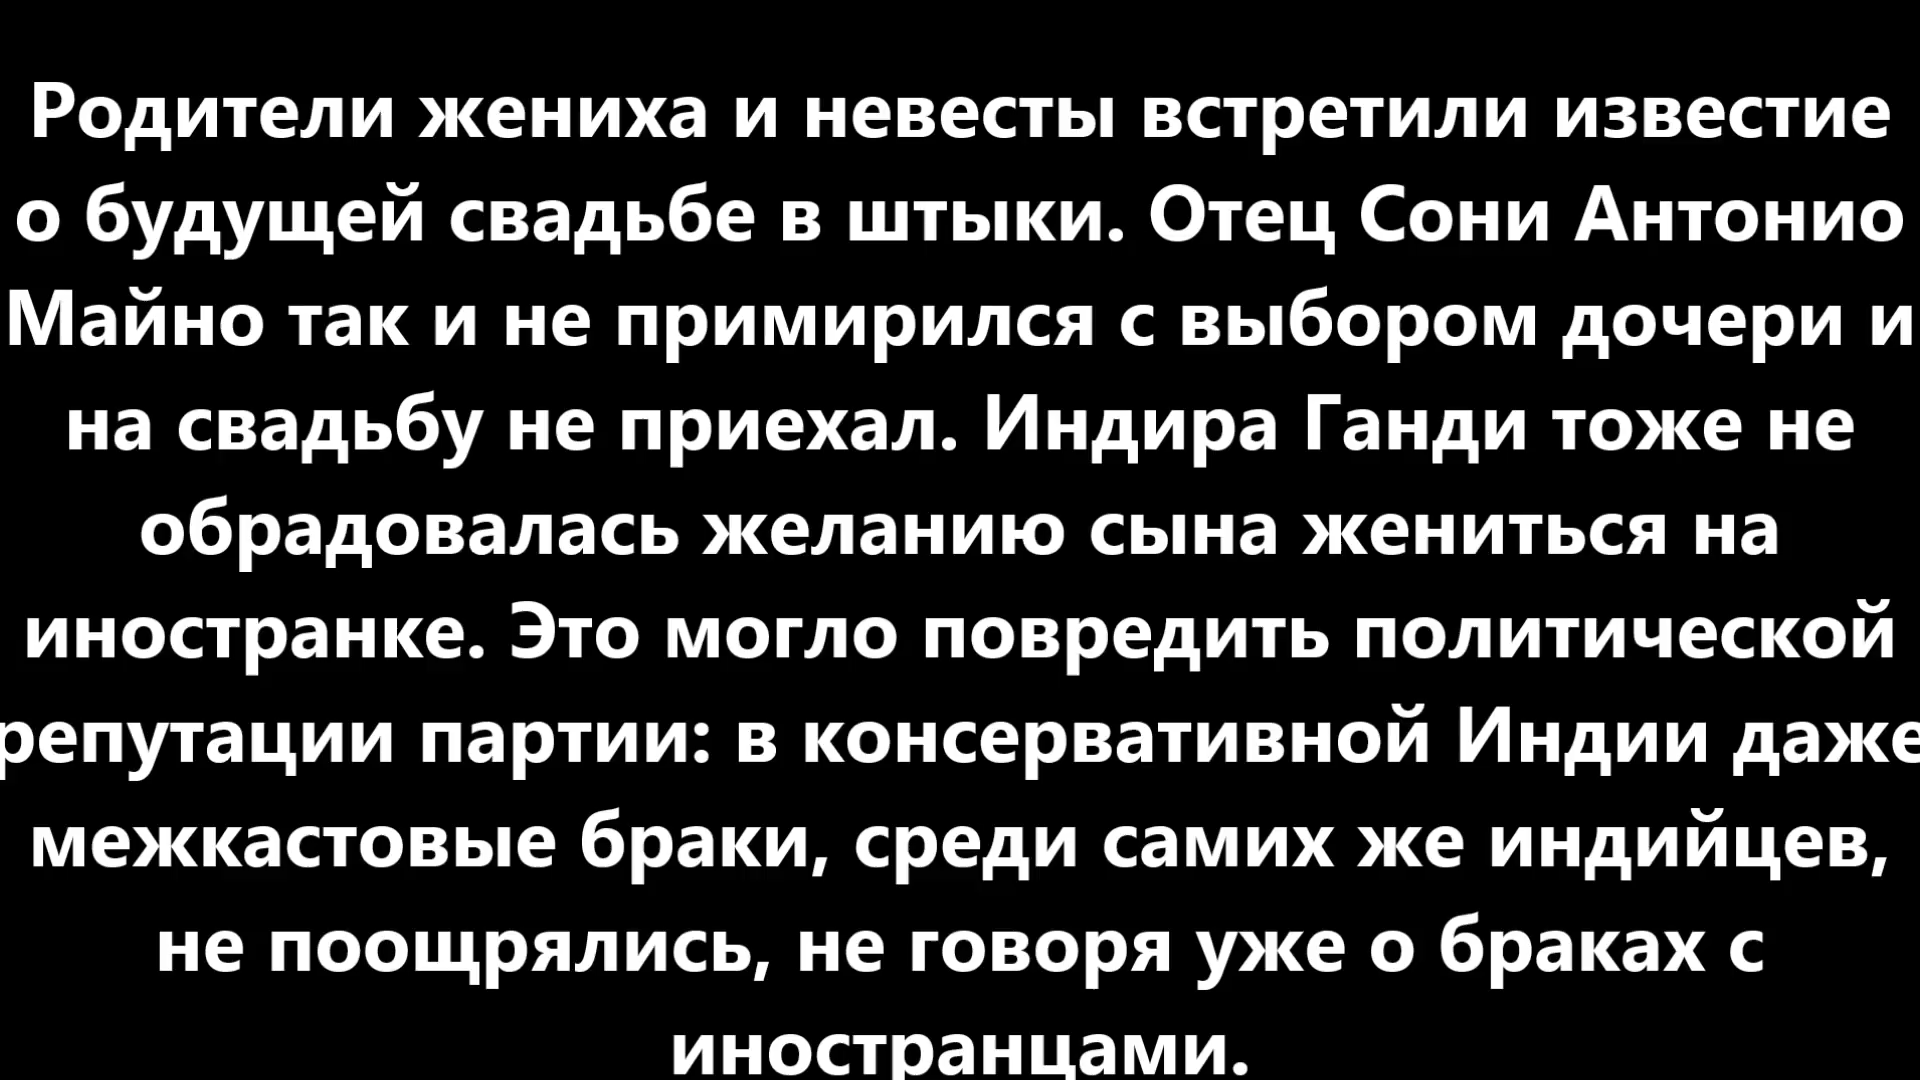 Родители жениха и невесты встретили известие
о будущей свадьбе в штыки. Отец Сони Антонио
Майно так и не примирился с выбором дочери и
на свадьбу не приехал. Индира Ганди тоже не
обрадовалась желанию сына жениться на
иностранке. Это могло повредить политической
репутации партии: в консервативной Индии даже
межкастовые браки, среди самих же индийцев,
не поощрялись, не говоря уже о браках с
иностранцами.